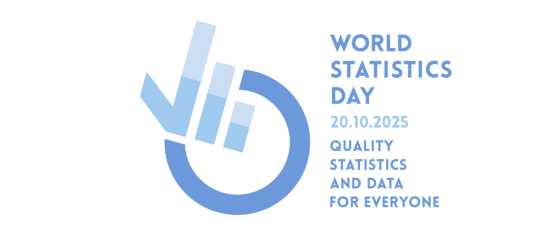 WORLD
STATISTICS
DAY
20.10.2025
QUALITY
STATISTICS
AND DATA
FOR EVERYONE